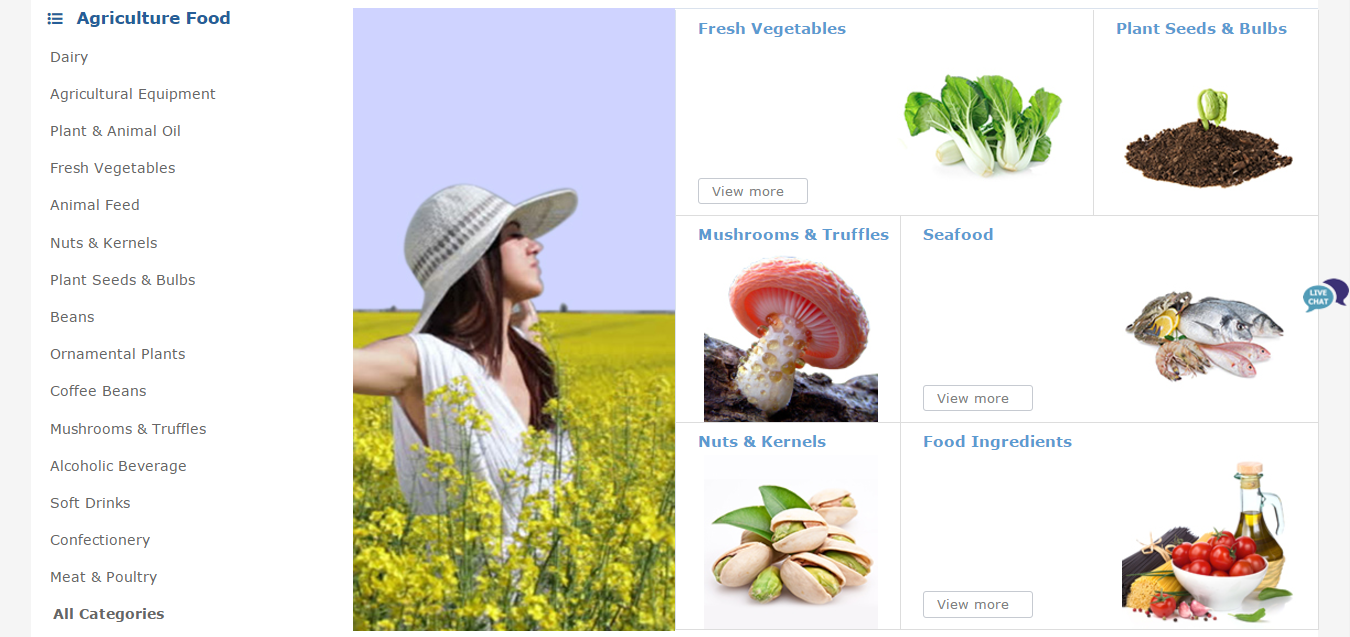 Agriculture Food
Dairy
Agricultural Equipment
Plant & Animal Oil
Fresh Vegetables
Animal Feed
Nuts & Kernels
Plant Seeds & Bulbs
Beans
Ornamental Plants
Coffee Beans
Mushrooms & Truffles
Alcoholic Beverage
Soft Drinks
Confectionery
Meat & Poultry
All Categories
Fresh Vegetables
View more
Plant Seeds & Bulbs
Mushrooms & Truffles
Seafood
View more
Nuts & Kernels
Food Ingredients
View more
LIVE
CHAT